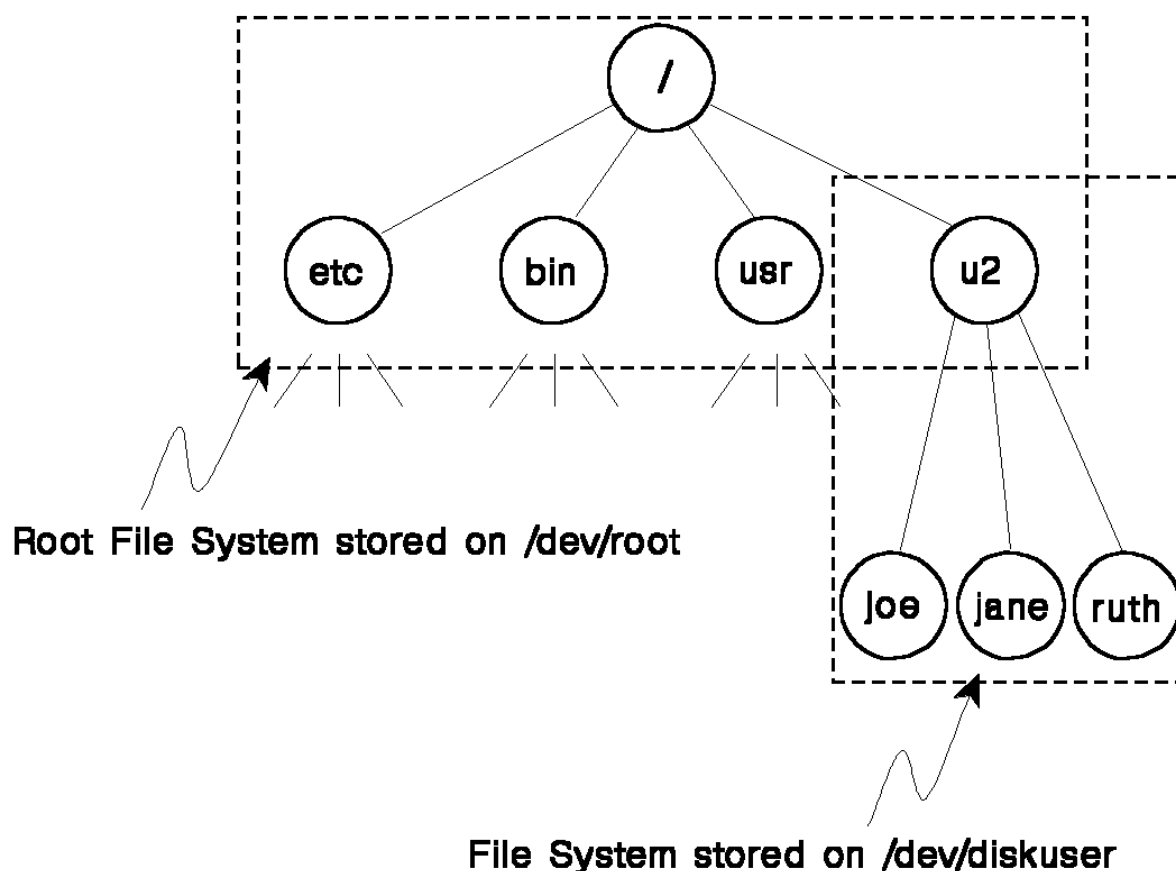 /
etc
bin
usr
u2
Root File System stored on /dev/root
joe
jane
ruth
File System stored on /dev/diskuser